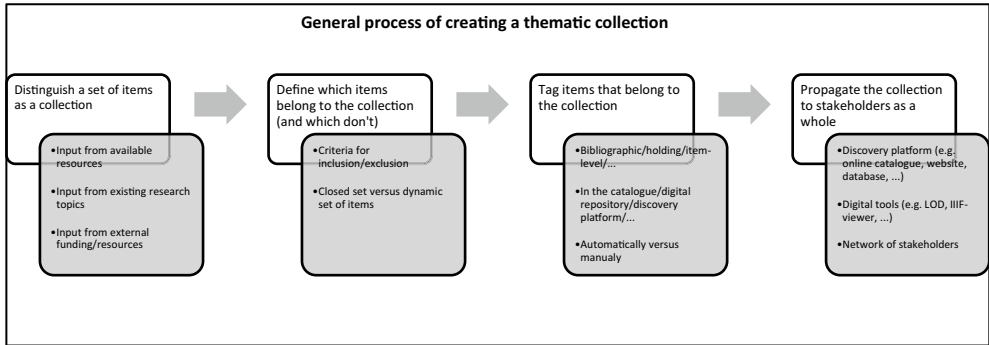 General process of creating a thematic collection
Distinguish a set of items
as a collection
•Input from available
resources
•Input from existing research
topics
•Input from external
funding/resources
Define which items
belong to the collection
(and which don't)
•Criteria for
inclusion/exclusion
•Closed set versus dynamic
set of items
Tag items that belong to
the collection
•Bibliographic/holding/item-
level/...
•In the catalogue/digital
repository/discovery
platform/...
•Automatically versus
manualy
Propagate the collection
to stakeholders as a
whole
•Discovery platform (e.g.
online catalogue, website,
database, ...)
•Digital tools (e.g. LOD, IIIF-
viewer, ...)
•Network of stakeholders